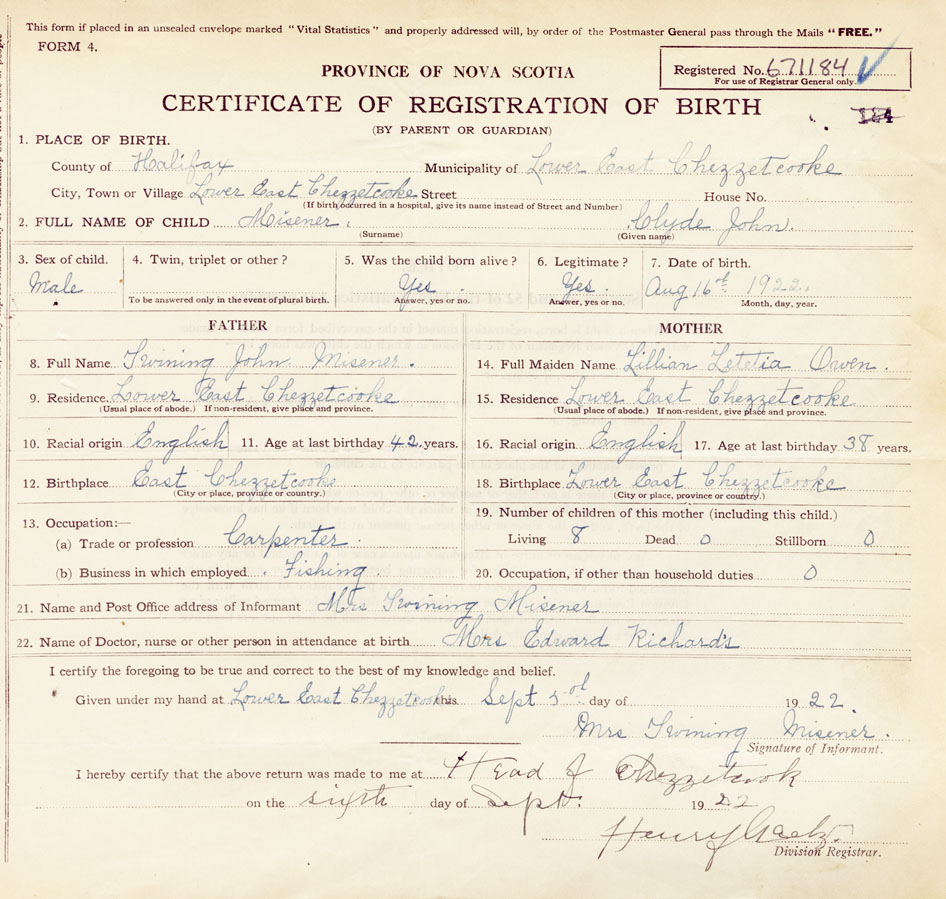 This form if placed in an unsealed envelope marked "Vital Statistics" and properly addressed will, by order of the Postmaster General pass through the Mails "FREE."
FORM 4.
Registered No. 671184
For use of Registrar General only.
PROVINCE OF NOVA SCOTIA
CERTIFICATE OF REGISTRATION OF BIRTH
(BY PARENT OR GUARDIAN)
1. PLACE OF BIRTH.
County of Halifax Municipality of Lower East Chezzetcooke
City, Town or Village Lower East Chezzetcooke Street House No.
(If birth occurred in a hospital, give its name instead of Street and Number)
2. FULL NAME OF CHILD Misener. Clyde John.
(Surname) (Given name)
3. Sex of child. 4. Twin, triplet or other? 5. Was the child born alive? 6. Legitimate? 7. Date of birth.
Male Yes. Yes. Aug 16th 1922.
To be answered only in the event of plural birth. Answer, yes or no. Answer, yes or no. Month, day, year.
FATHER MOTHER
8. Full Name Irvining John Misener. 14. Full Maiden Name Lillian Letetia Owen.
9. Residence. Lower East Chezzetcooke 15. Residence Lower East Chezzetcooke
(Usual place of abode.) If non-resident, give place and province. (Usual place of abode.) If non-resident, give place and province.
10. Racial origin English 11. Age at last birthday 42 years. 16. Racial origin English 17. Age at last birthday 38 years.
12. Birthplace East Chezzetcooke 18. Birthplace Lower East Chezzetcooke
(City or place, province or country.) (City or place, province or country.)
13. Occupation:— 19. Number of children of this mother (including this child.)
(a) Trade or profession Carpenter. Living 8 Dead 0 Stillborn 0
(b) Business in which employed Fishing. 20. Occupation, if other than household duties 0
21. Name and Post Office address of Informant Mrs Irvining Misener
22. Name of Doctor, nurse or other person in attendance at birth Mrs Edward Richard's
I certify the foregoing to be true and correct to the best of my knowledge and belief.
Given under my hand at Lower East Chezzetcooke this Sept day of 1922.
Mrs Irvining Misener.
Signature of Informant.
I hereby certify that the above return was made to me at Head of Chezzetcook
on the sixth day of Sept. 1922
Henry Gaetz.
Division Registrar.